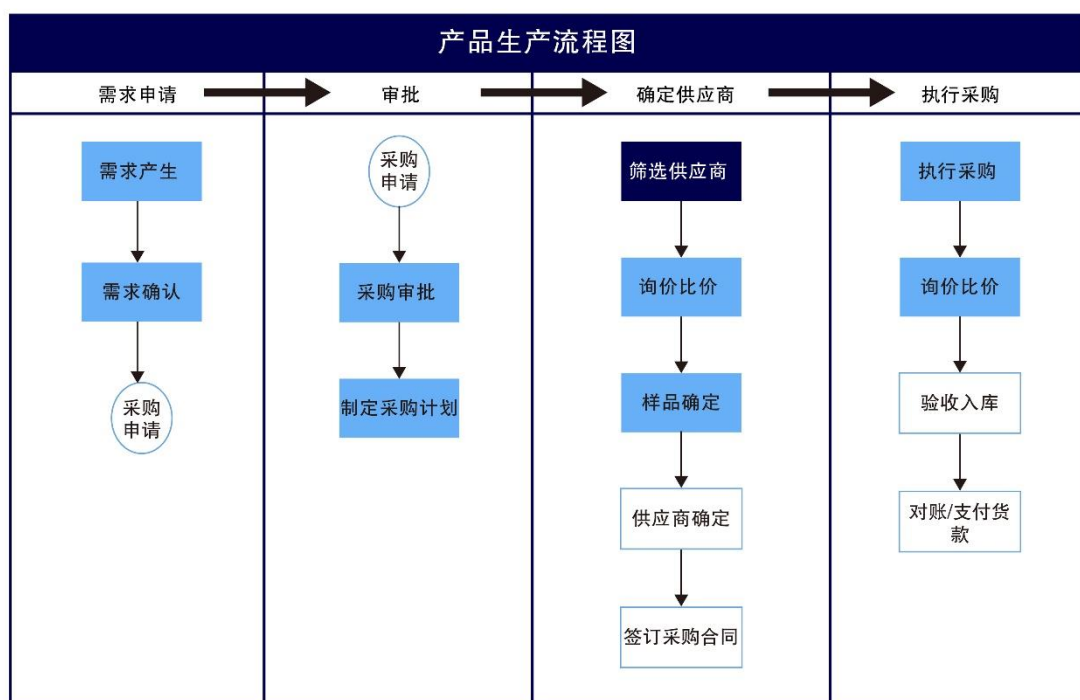 产品生产流程图
需求申请
审批
确定供应商
执行采购
需求产生
需求确认
采购
申请
采购
申请
采购审批
制定采购计划
筛选供应商
询价比价
样品确定
供应商确定
签订采购合同
执行采购
询价比价
验收入库
对账/支付货
款